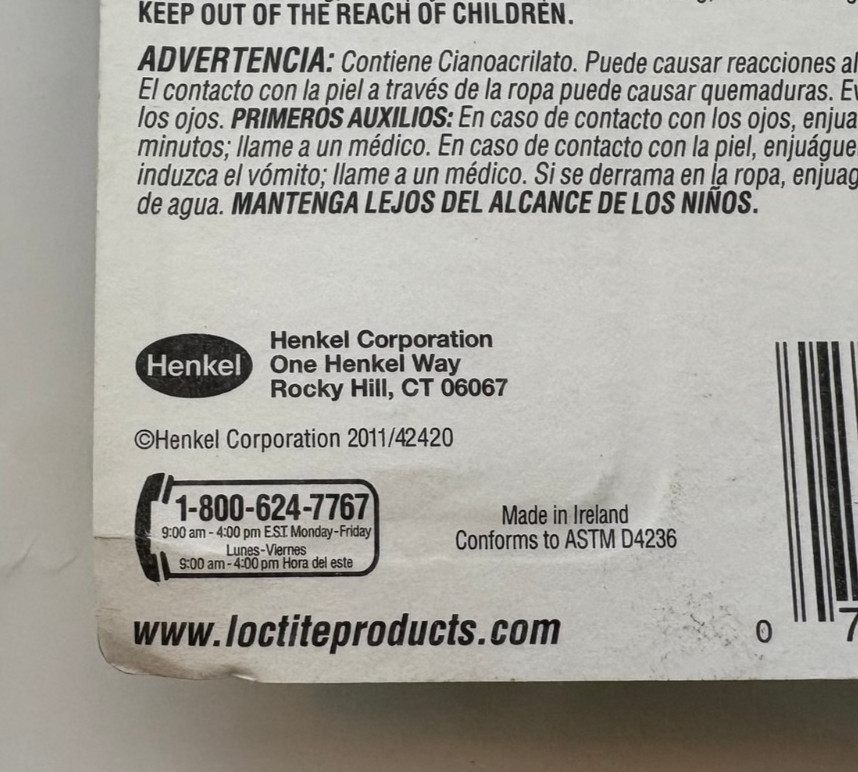 KEEP OUT OF THE REACH OF CHILDREN.
ADVERTENCIA: Contiene Cianoacrilato. Puede causar reacciones al
El contacto con la piel a través de la ropa puede causar quemaduras. Ev
los ojos. PRIMEROS AUXILIOS: En caso de contacto con los ojos, enjua
minutos; llame a un médico. En caso de contacto con la piel, enjuágue
induzca el vómito; llame a un médico. Si se derrama en la ropa, enjuag
de agua. MANTENGA LEJOS DEL ALCANCE DE LOS NIÑOS.
Henkel
Henkel Corporation
One Henkel Way
Rocky Hill, CT 06067
©Henkel Corporation 2011/42420
1-800-624-7767
9:00 am - 4:00 pm E.S.T. Monday-Friday
Lunes-Viernes
9:00 am - 4:00 pm Hora del este
Made in Ireland
Conforms to ASTM D4236
www.loctiteproducts.com
0 7